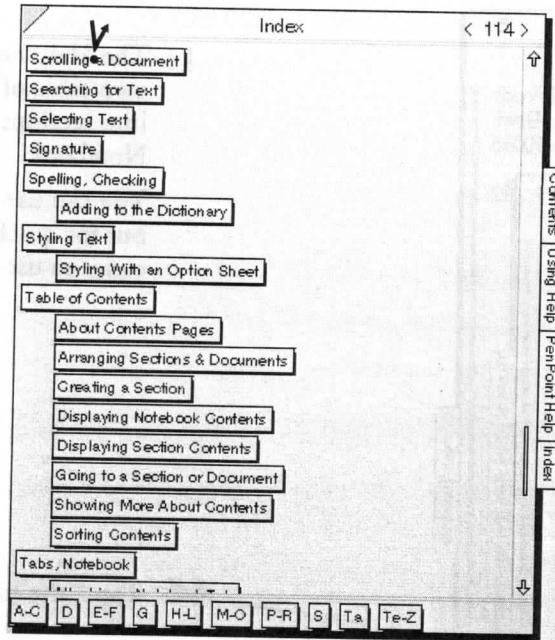 Index < 114 >
Scrolling a Document
Searching for Text
Selecting Text
Signature
Spelling, Checking
Adding to the Dictionary
Styling Text
Styling With an Option Sheet
Table of Contents
About Contents Pages
Arranging Sections & Documents
Creating a Section
Displaying Notebook Contents
Displaying Section Contents
Going to a Section or Document
Showing More About Contents
Sorting Contents
Tabs, Notebook
A-C D E-F G H-L M-O P-R S Ta Te-Z
Contents
Using Help
PenPoint Help
Index